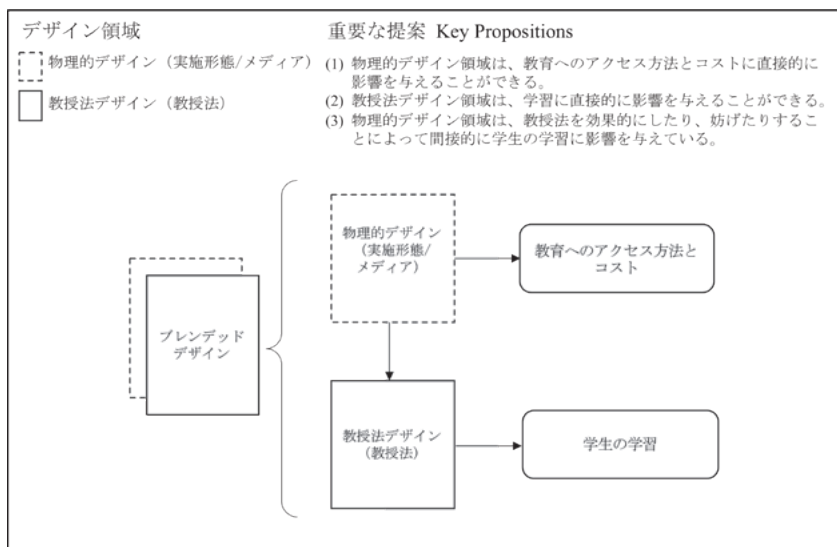 デザイン領域
物理的デザイン（実施形態/メディア）
教授法デザイン（教授法）
重要な提案 Key Propositions
(1) 物理的デザイン領域は、教育へのアクセス方法とコストに直接的に
影響を与えることができる。
(2) 教授法デザイン領域は、学習に直接的に影響を与えることができる。
(3) 物理的デザイン領域は、教授法を効果的にしたり、妨げたりするこ
とによって間接的に学生の学習に影響を与えている。
ブレンデッド
デザイン
物理的デザイン
（実施形態/
メディア）
教育へのアクセス方法と
コスト
教授法デザイン
（教授法）
学生の学習